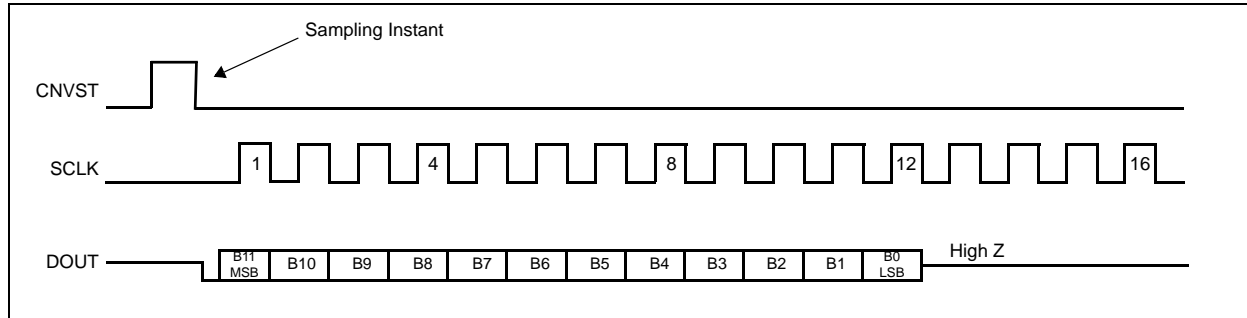 Sampling Instant
CNVST
SCLK 1 4 8 12 16
DOUT B11 MSB B10 B9 B8 B7 B6 B5 B4 B3 B2 B1 B0 LSB High Z